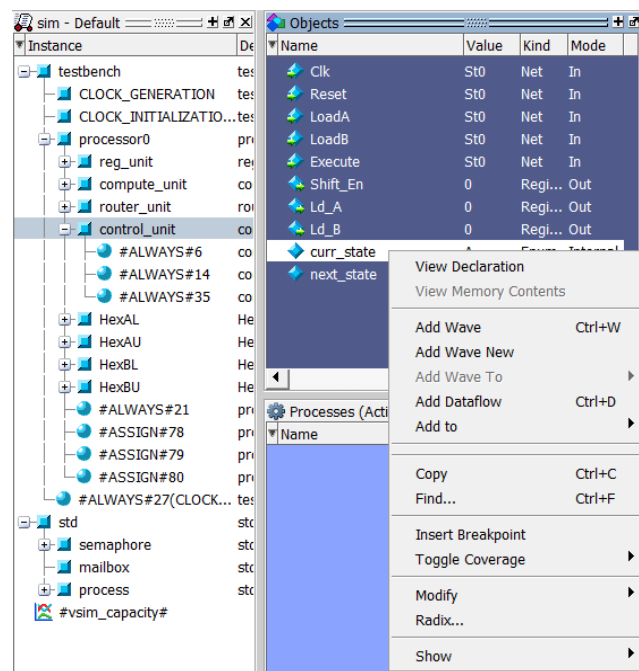 sim - Default
Instance De
testbench tes
CLOCK_GENERATION tes
CLOCK_INITIALIZATIO... tes
processor0 pro
reg_unit reg
compute_unit co
router_unit rou
control_unit co
#ALWAYS#6 co
#ALWAYS#14 co
#ALWAYS#35 co
HexAL He
HexAU He
HexBL He
HexBU He
#ALWAYS#21 pro
#ASSIGN#78 pro
#ASSIGN#79 pro
#ASSIGN#80 pro
#ALWAYS#27(CLOCK... tes
std std
semaphore std
mailbox std
process std
#vsim_capacity#
Objects
Name Value Kind Mode
Clk St0 Net In
Reset St0 Net In
LoadA St0 Net In
LoadB St0 Net In
Execute St0 Net In
Shift_En 0 Regi... Out
Ld_A 0 Regi... Out
Ld_B 0 Regi... Out
curr_state A Enum Internal
next_state
View Declaration
View Memory Contents
Add Wave Ctrl+W
Add Wave New
Add Wave To
Add Dataflow Ctrl+D
Add to
Copy Ctrl+C
Find... Ctrl+F
Insert Breakpoint
Toggle Coverage
Modify
Radix...
Show
Processes (Acti
Name